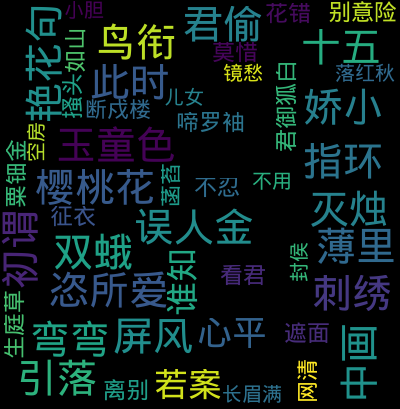 小胆
君偷
花错
别意险
艳花句
鸟衔
莫惜
十五
搔头如山
此时
镜愁
落红秋
断戍楼
儿女
君御狐白
娇小
啼罗袖
空房
玉童色
指环
粟钿金
樱桃花
菡萏
不忍
不用
灭烛
征衣
误人金
初谓
双蛾
谁知
封侯
薄里
恣所爱
看君
刺绣
生庭草
弯弯
屏风
心平
遮面
画中
引落
离别
若案
长眉满
网清